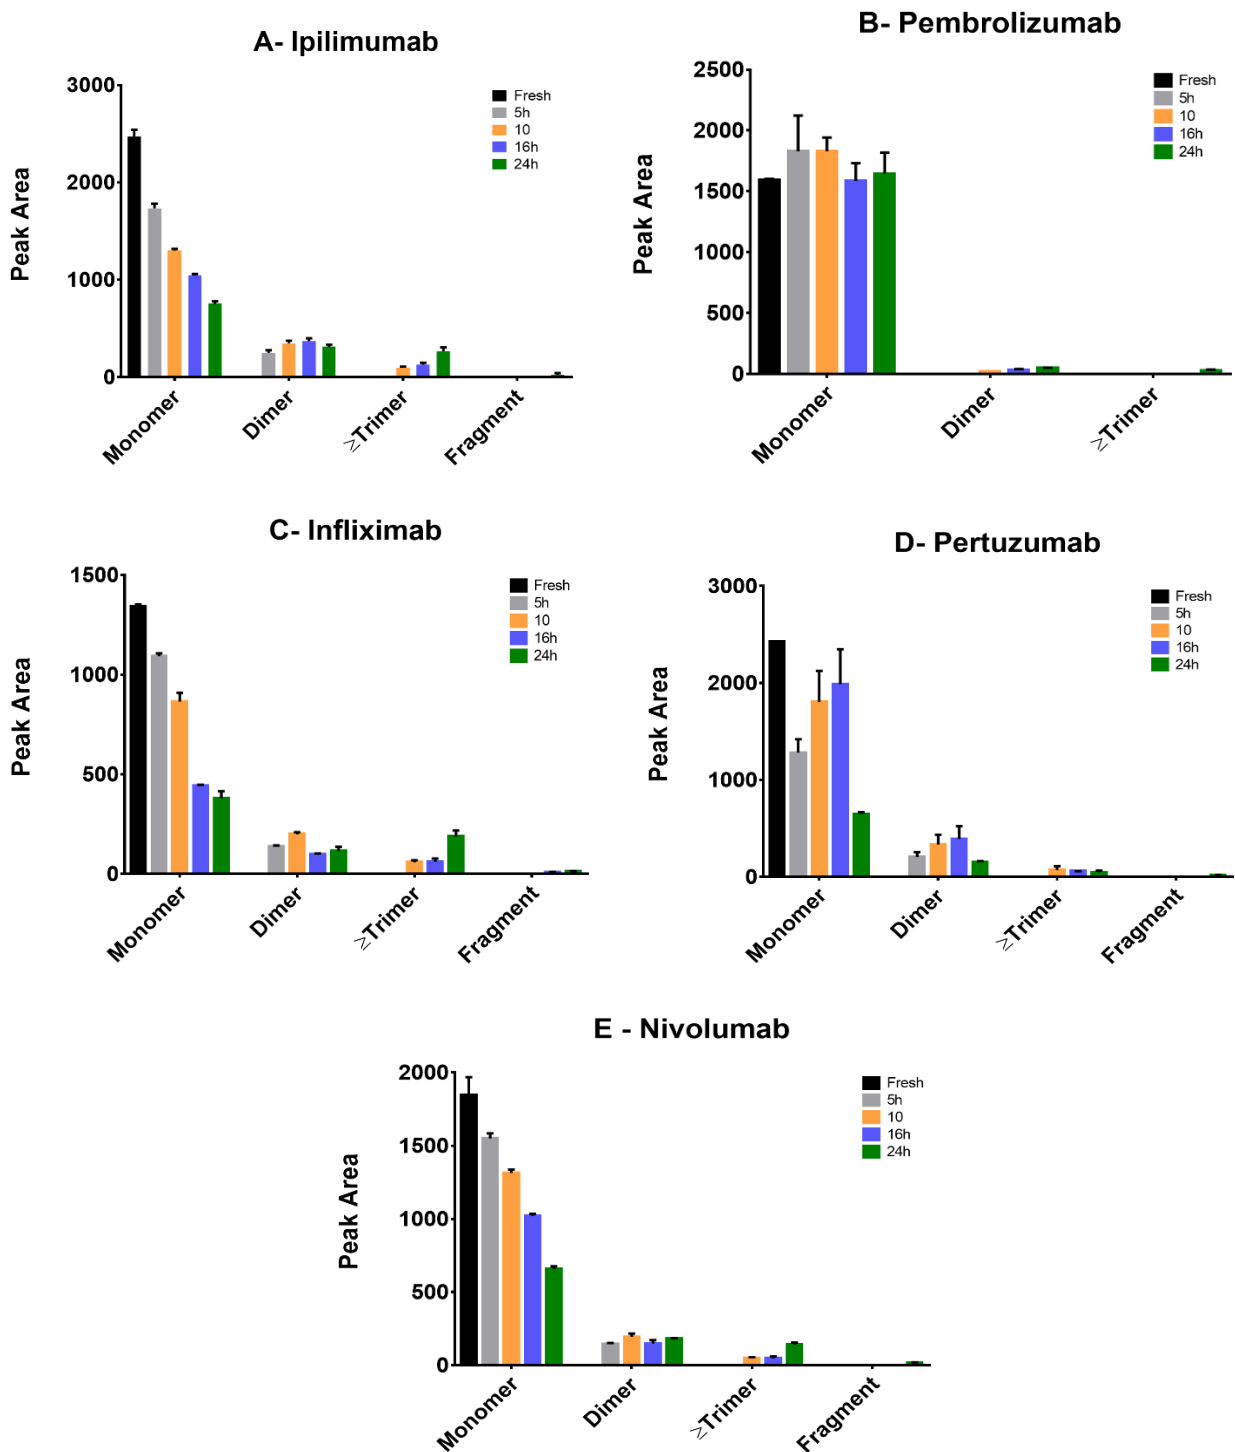 A- Ipilimumab
Peak Area
3000
2000
1000
0
Fresh
5h
10
16h
24h
Monomer
Dimer
≥Trimer
Fragment
B- Pembrolizumab
Peak Area
2500
2000
1500
1000
500
0
Fresh
5h
10
16h
24h
Monomer
Dimer
≥Trimer
C- Infliximab
Peak Area
1500
1000
500
0
Fresh
5h
10
16h
24h
Monomer
Dimer
≥Trimer
Fragment
D- Pertuzumab
Peak Area
3000
2000
1000
0
Fresh
5h
10
16h
24h
Monomer
Dimer
≥Trimer
Fragment
E - Nivolumab
Peak Area
2000
1500
1000
500
0
Fresh
5h
10
16h
24h
Monomer
Dimer
≥Trimer
Fragment